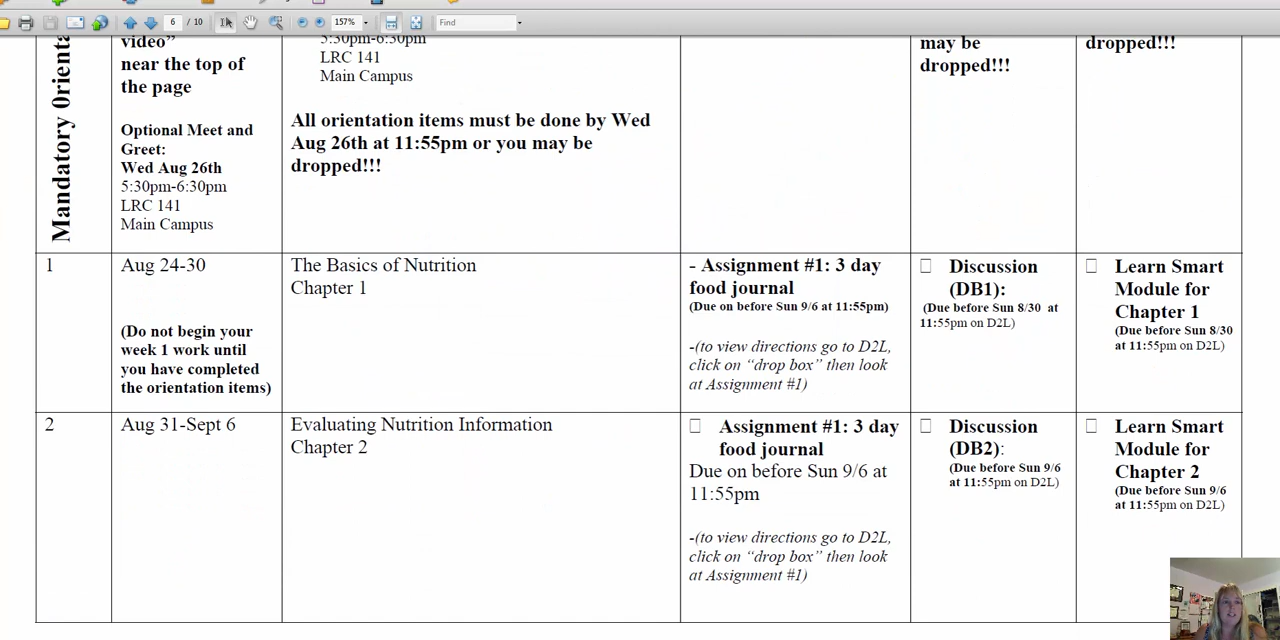 6 / 10
157%
Find
Mandatory Orienta
video”
near the top of
the page
Optional Meet and
Greet:
Wed Aug 26th
5:30pm-6:30pm
LRC 141
Main Campus
5:30pm-6:30pm
LRC 141
Main Campus
All orientation items must be done by Wed
Aug 26th at 11:55pm or you may be
dropped!!!
may be
dropped!!!
dropped!!!
1
Aug 24-30
(Do not begin your
week 1 work until
you have completed
the orientation items)
The Basics of Nutrition
Chapter 1
- Assignment #1: 3 day
food journal
(Due on before Sun 9/6 at 11:55pm)
-(to view directions go to D2L,
click on “drop box” then look
at Assignment #1)
Discussion
(DB1):
(Due before Sun 8/30 at
11:55pm on D2L)
Learn Smart
Module for
Chapter 1
(Due before Sun 8/30
at 11:55pm on D2L)
2
Aug 31-Sept 6
Evaluating Nutrition Information
Chapter 2
Assignment #1: 3 day
food journal
Due on before Sun 9/6 at
11:55pm
-(to view directions go to D2L,
click on “drop box” then look
at Assignment #1)
Discussion
(DB2):
(Due before Sun 9/6
at 11:55pm on D2L)
Learn Smart
Module for
Chapter 2
(Due before Sun 9/6
at 11:55pm on D2L)